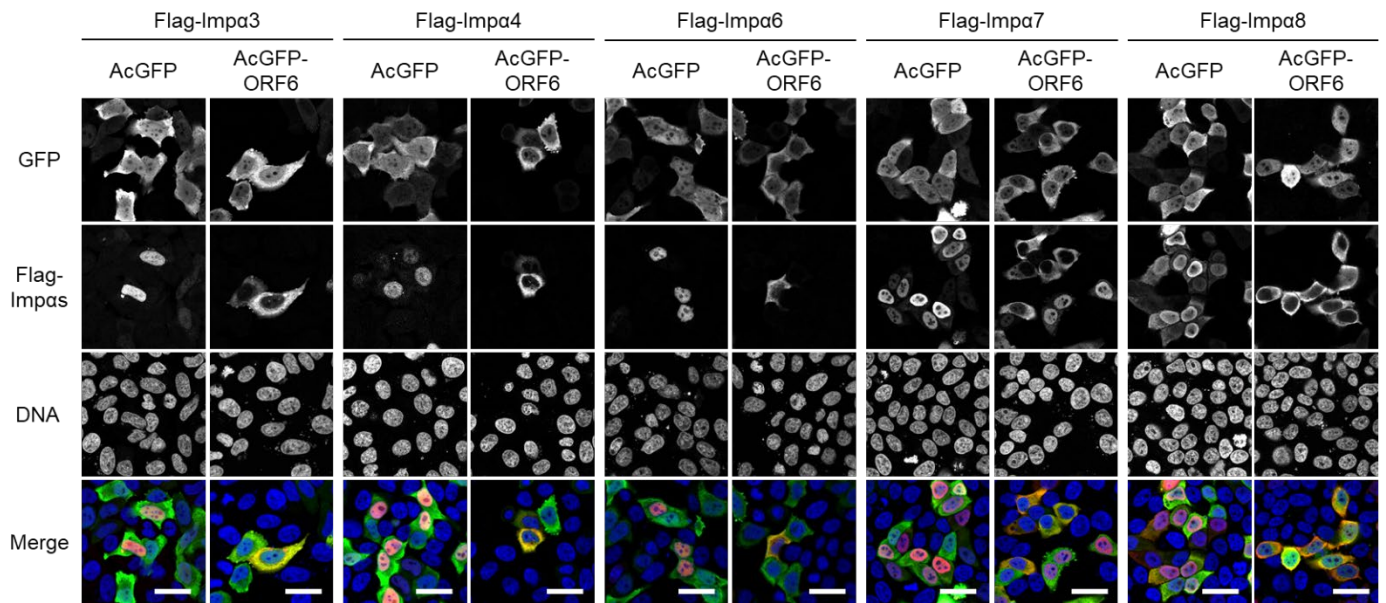 Flag-Impα3 Flag-Impα4 Flag-Impα6 Flag-Impα7 Flag-Impα8
AcGFP AcGFP-ORF6 AcGFP AcGFP-ORF6 AcGFP AcGFP-ORF6 AcGFP AcGFP-ORF6 AcGFP AcGFP-ORF6
GFP
Flag-
Impαs
DNA
Merge